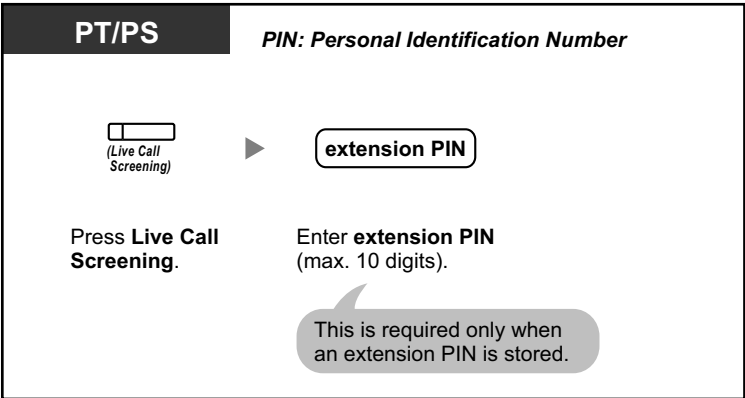 PT/PS
PIN: Personal Identification Number
(Live Call
Screening)
extension PIN
Press Live Call
Screening.
Enter extension PIN
(max. 10 digits).
This is required only when
an extension PIN is stored.